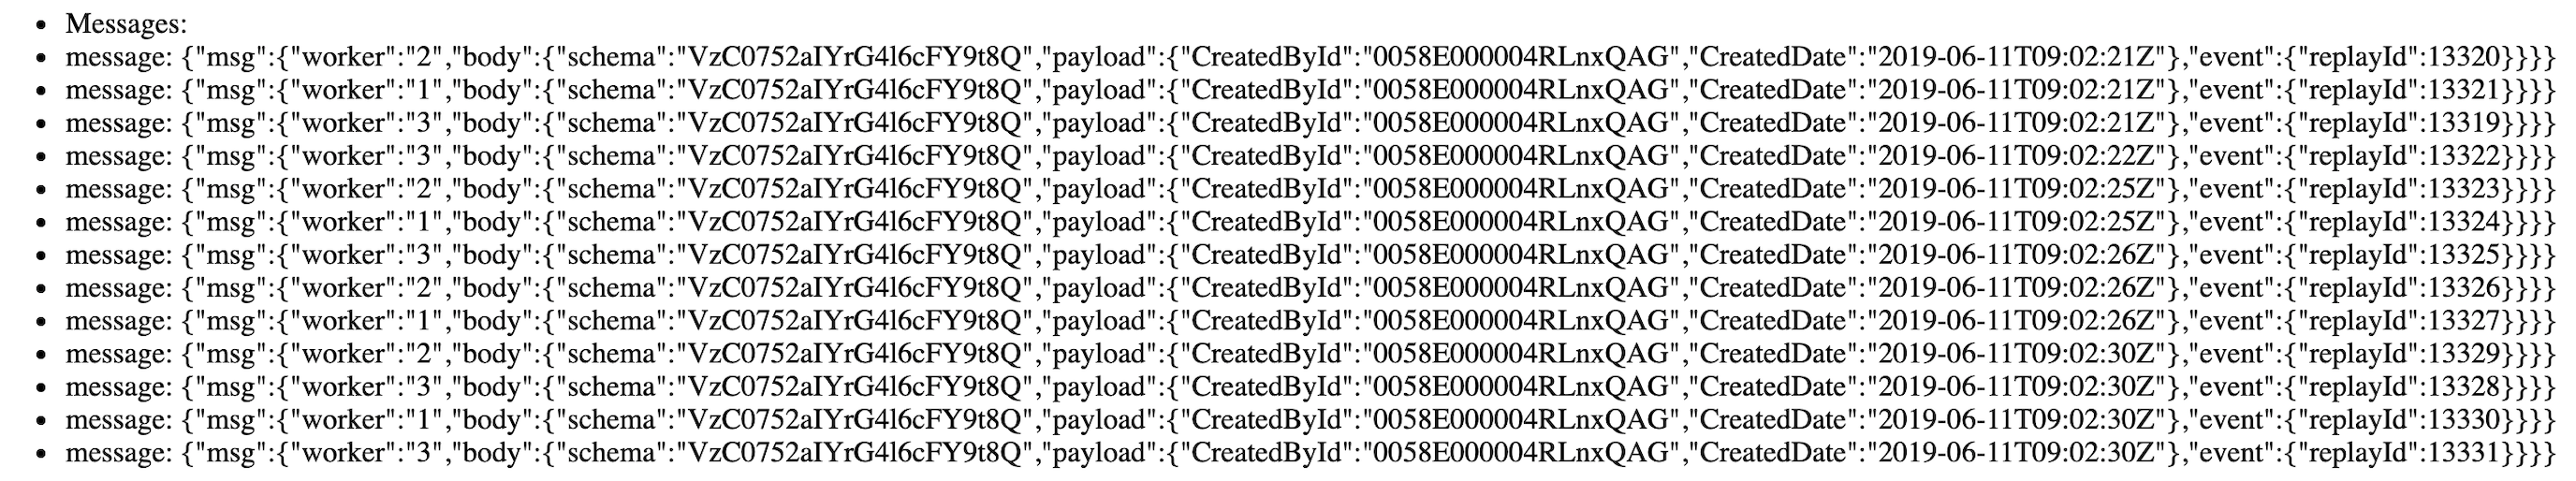 • Messages:
• message: {"msg":{"worker":"2","body":{"schema":"VzC0752aIYrG4l6cFY9t8Q","payload":{"CreatedById":"0058E000004RLnxQAG","CreatedDate":"2019-06-11T09:02:21Z"},"event":{"replayId":13320}}}}
• message: {"msg":{"worker":"1","body":{"schema":"VzC0752aIYrG4l6cFY9t8Q","payload":{"CreatedById":"0058E000004RLnxQAG","CreatedDate":"2019-06-11T09:02:21Z"},"event":{"replayId":13321}}}}
• message: {"msg":{"worker":"3","body":{"schema":"VzC0752aIYrG4l6cFY9t8Q","payload":{"CreatedById":"0058E000004RLnxQAG","CreatedDate":"2019-06-11T09:02:21Z"},"event":{"replayId":13319}}}}
• message: {"msg":{"worker":"3","body":{"schema":"VzC0752aIYrG4l6cFY9t8Q","payload":{"CreatedById":"0058E000004RLnxQAG","CreatedDate":"2019-06-11T09:02:22Z"},"event":{"replayId":13322}}}}
• message: {"msg":{"worker":"2","body":{"schema":"VzC0752aIYrG4l6cFY9t8Q","payload":{"CreatedById":"0058E000004RLnxQAG","CreatedDate":"2019-06-11T09:02:25Z"},"event":{"replayId":13323}}}}
• message: {"msg":{"worker":"1","body":{"schema":"VzC0752aIYrG4l6cFY9t8Q","payload":{"CreatedById":"0058E000004RLnxQAG","CreatedDate":"2019-06-11T09:02:25Z"},"event":{"replayId":13324}}}}
• message: {"msg":{"worker":"3","body":{"schema":"VzC0752aIYrG4l6cFY9t8Q","payload":{"CreatedById":"0058E000004RLnxQAG","CreatedDate":"2019-06-11T09:02:26Z"},"event":{"replayId":13325}}}}
• message: {"msg":{"worker":"2","body":{"schema":"VzC0752aIYrG4l6cFY9t8Q","payload":{"CreatedById":"0058E000004RLnxQAG","CreatedDate":"2019-06-11T09:02:26Z"},"event":{"replayId":13326}}}}
• message: {"msg":{"worker":"1","body":{"schema":"VzC0752aIYrG4l6cFY9t8Q","payload":{"CreatedById":"0058E000004RLnxQAG","CreatedDate":"2019-06-11T09:02:26Z"},"event":{"replayId":13327}}}}
• message: {"msg":{"worker":"2","body":{"schema":"VzC0752aIYrG4l6cFY9t8Q","payload":{"CreatedById":"0058E000004RLnxQAG","CreatedDate":"2019-06-11T09:02:30Z"},"event":{"replayId":13329}}}}
• message: {"msg":{"worker":"3","body":{"schema":"VzC0752aIYrG4l6cFY9t8Q","payload":{"CreatedById":"0058E000004RLnxQAG","CreatedDate":"2019-06-11T09:02:30Z"},"event":{"replayId":13328}}}}
• message: {"msg":{"worker":"1","body":{"schema":"VzC0752aIYrG4l6cFY9t8Q","payload":{"CreatedById":"0058E000004RLnxQAG","CreatedDate":"2019-06-11T09:02:30Z"},"event":{"replayId":13330}}}}
• message: {"msg":{"worker":"3","body":{"schema":"VzC0752aIYrG4l6cFY9t8Q","payload":{"CreatedById":"0058E000004RLnxQAG","CreatedDate":"2019-06-11T09:02:30Z"},"event":{"replayId":13331}}}}